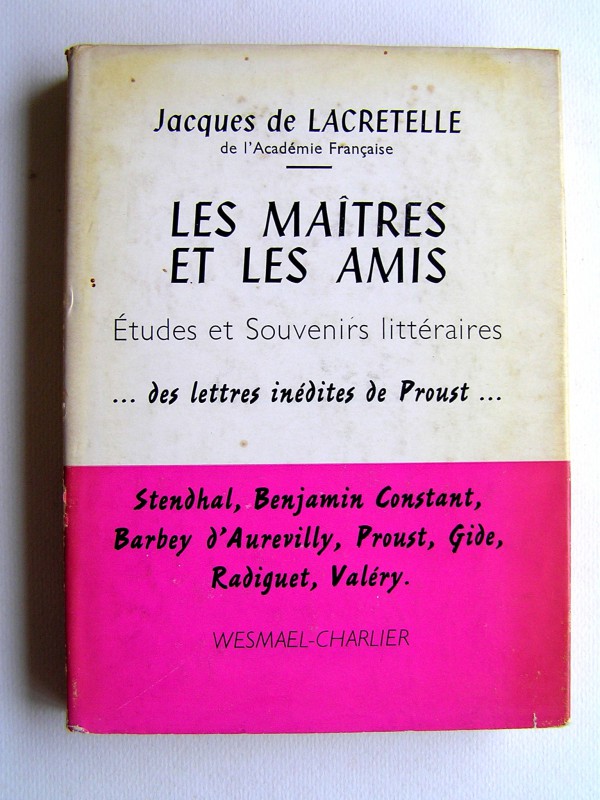 Jacques de LACRETELLE
de l'Académie Française
LES MAÎTRES
ET LES AMIS
Études et Souvenirs littéraires
... des lettres inédites de Proust ...
Stendhal, Benjamin Constant,
Barbey d'Aurevilly, Proust, Gide,
Radiguet, Valéry.
WESMAEL-CHARLIER